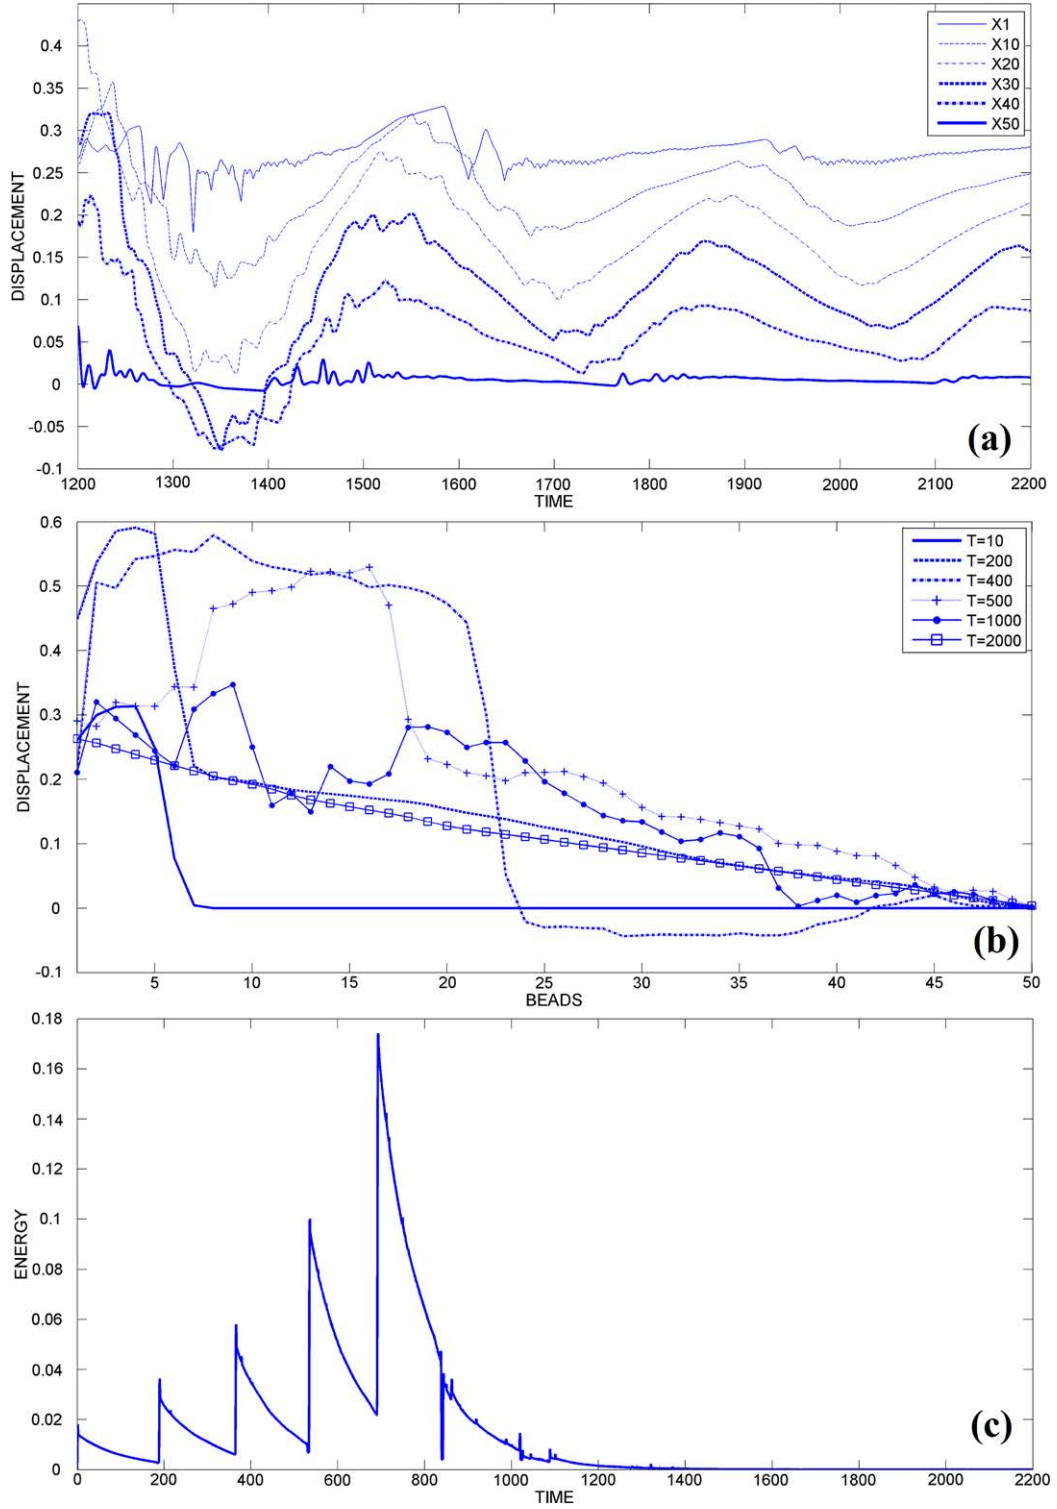 0.4
0.35
0.3
0.25
0.2
0.15
0.1
0.05
0
-0.05
-0.1
DISPLACEMENT
X1
X10
X20
X30
X40
X50
(a)
1200 1300 1400 1500 1600 1700 1800 1900 2000 2100 2200
TIME
0.6
0.5
0.4
0.3
0.2
0.1
0
-0.1
DISPLACEMENT
T=10
T=200
T=400
T=500
T=1000
T=2000
(b)
5 10 15 20 25 30 35 40 45 50
BEADS
0.18
0.16
0.14
0.12
0.1
0.08
0.06
0.04
0.02
0
ENERGY
(c)
0 200 400 600 800 1000 1200 1400 1600 1800 2000 2200
TIME